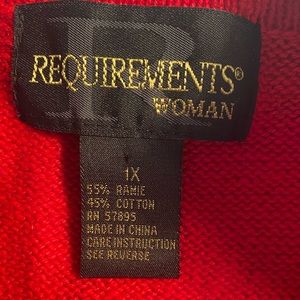 REQUIREMENTS®
WOMAN
1X
55% RAMIE
45% COTTON
RN 57895
MADE IN CHINA
CARE INSTRUCTION
SEE REVERSE